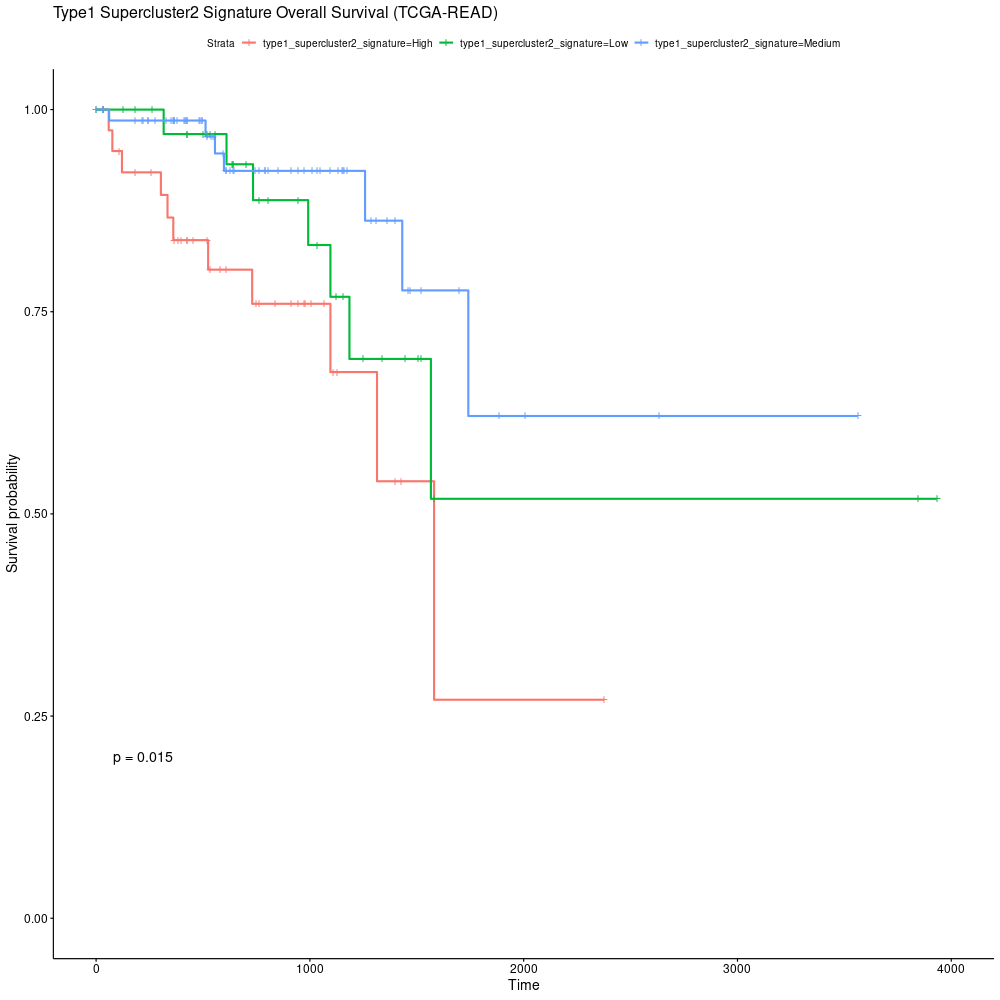 Type1 Supercluster2 Signature Overall Survival (TCGA-READ)
Strata type1_supercluster2_signature=High type1_supercluster2_signature=Low type1_supercluster2_signature=Medium
1.00
0.75
0.50
0.25
0.00
Survival probability
p = 0.015
0 1000 2000 3000 4000
Time